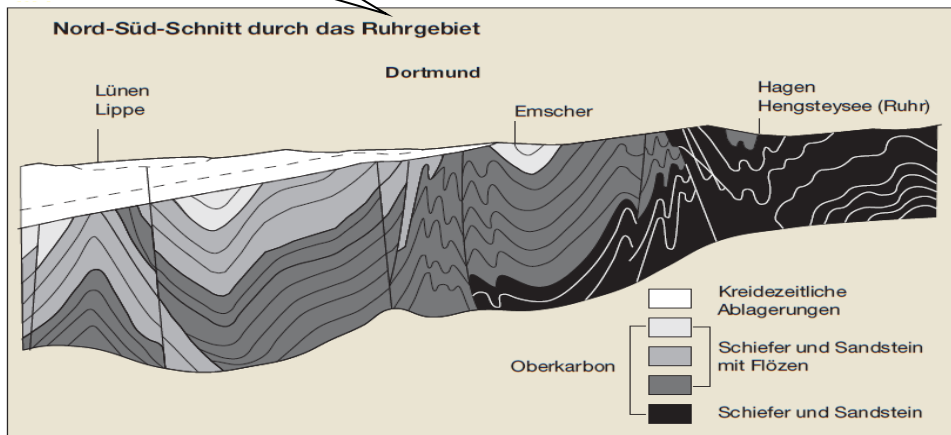 Nord-Süd-Schnitt durch das Ruhrgebiet
Dortmund
Lünen
Lippe
Emscher
Hagen
Hengsteysee (Ruhr)
Kreidezeitliche
Ablagerungen
Oberkarbon
Schiefer und Sandstein
mit Flözen
Schiefer und Sandstein